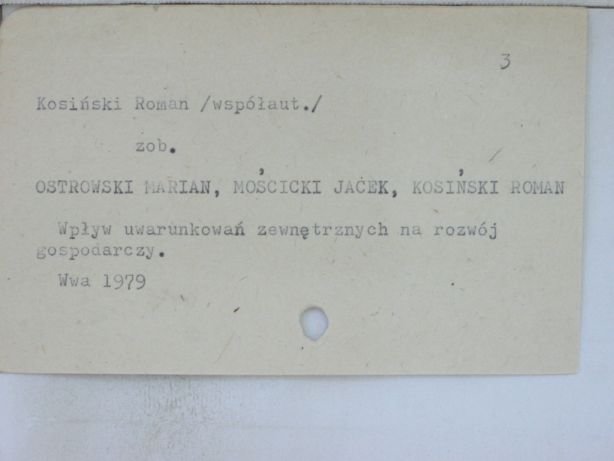 3
Kosiński Roman /współaut./
zob.
OSTROWSKI MARIAN, MOŚCICKI JACEK, KOSIŃSKI ROMAN
Wpływ uwarunkowań zewnętrznych na rozwój
gospodarczy.
Wwa 1979